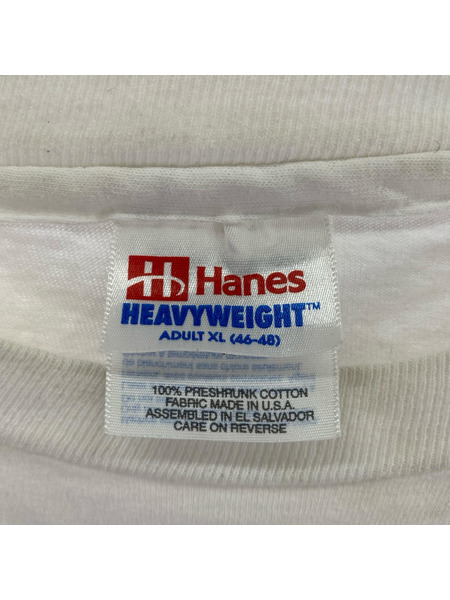 H Hanes
HEAVYWEIGHT™
ADULT XL (46-48)
100% PRESHRUNK COTTON
FABRIC MADE IN U.S.A.
ASSEMBLED IN EL SALVADOR
CARE ON REVERSE